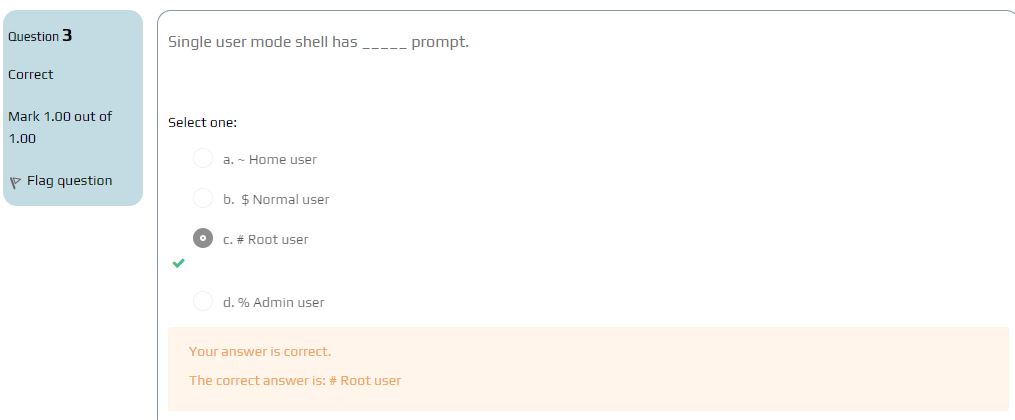 Question 3
Correct
Mark 1.00 out of
1.00
Flag question
Single user mode shell has _____ prompt.
Select one:
a. ~ Home user
b. $ Normal user
c. # Root user
d. % Admin user
Your answer is correct.
The correct answer is: # Root user